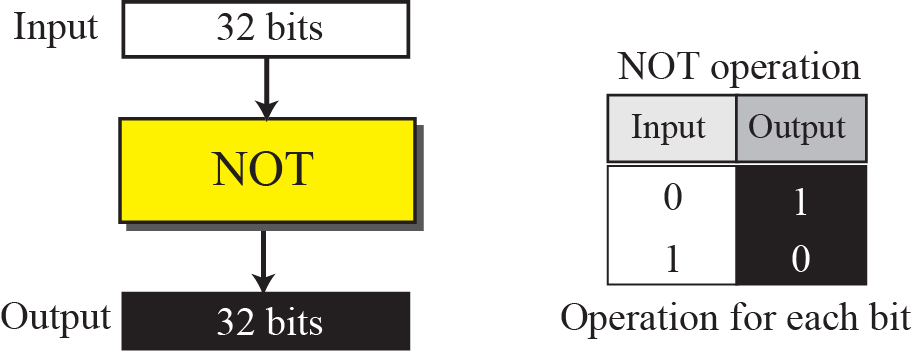 Input 32 bits
NOT
Output 32 bits
NOT operation
Input Output
0 1
1 0
Operation for each bit